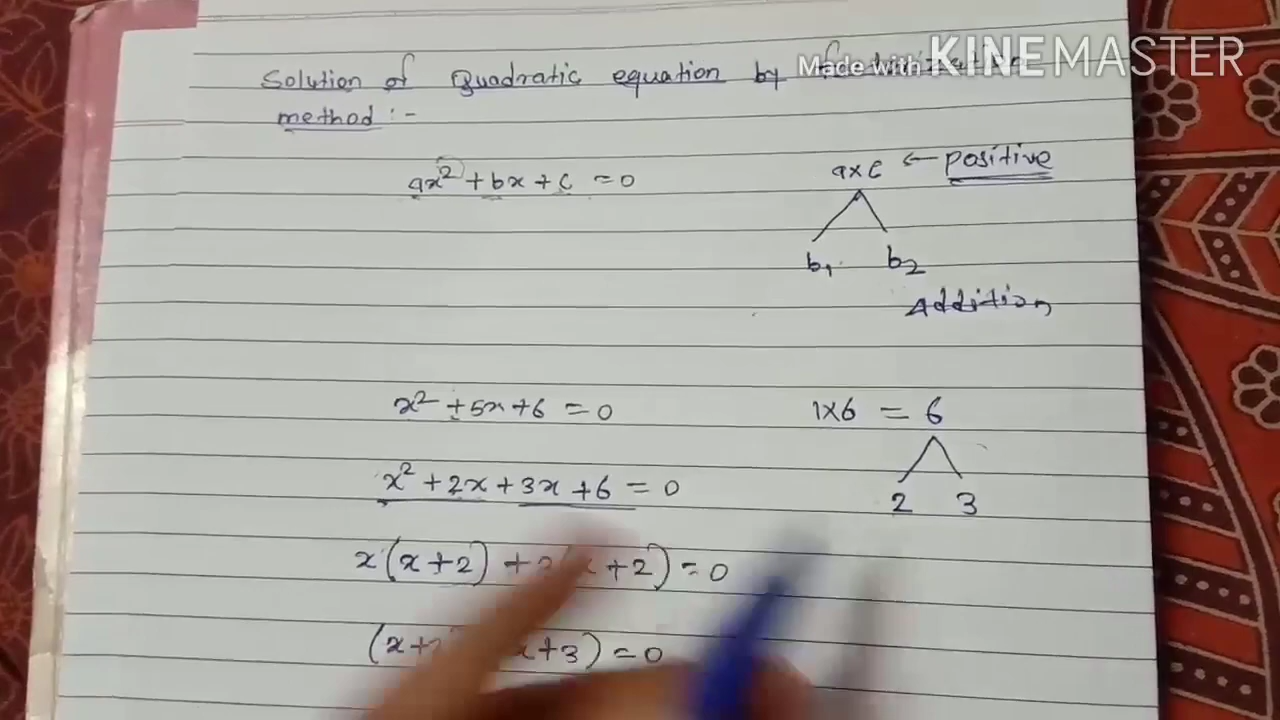 Solution of Quadratic equation by
Made with KINEMASTER
method :-
ax² + bx + c = 0
a×c ← positive
b₁ b₂
Addition
x² + 5x + 6 = 0
1×6 = 6
x² + 2x + 3x + 6 = 0
2 3
x(x+2) + +2) = 0
(x+ +3) = 0